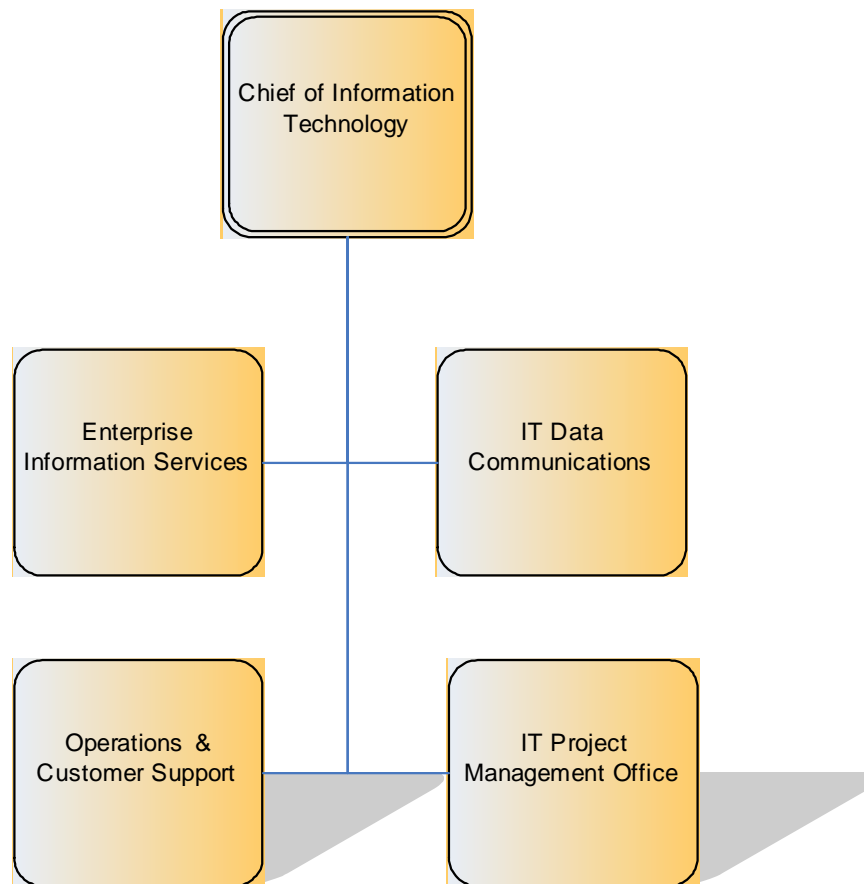 Chief of Information
Technology
Enterprise
Information Services
IT Data
Communications
Operations &
Customer Support
IT Project
Management Office